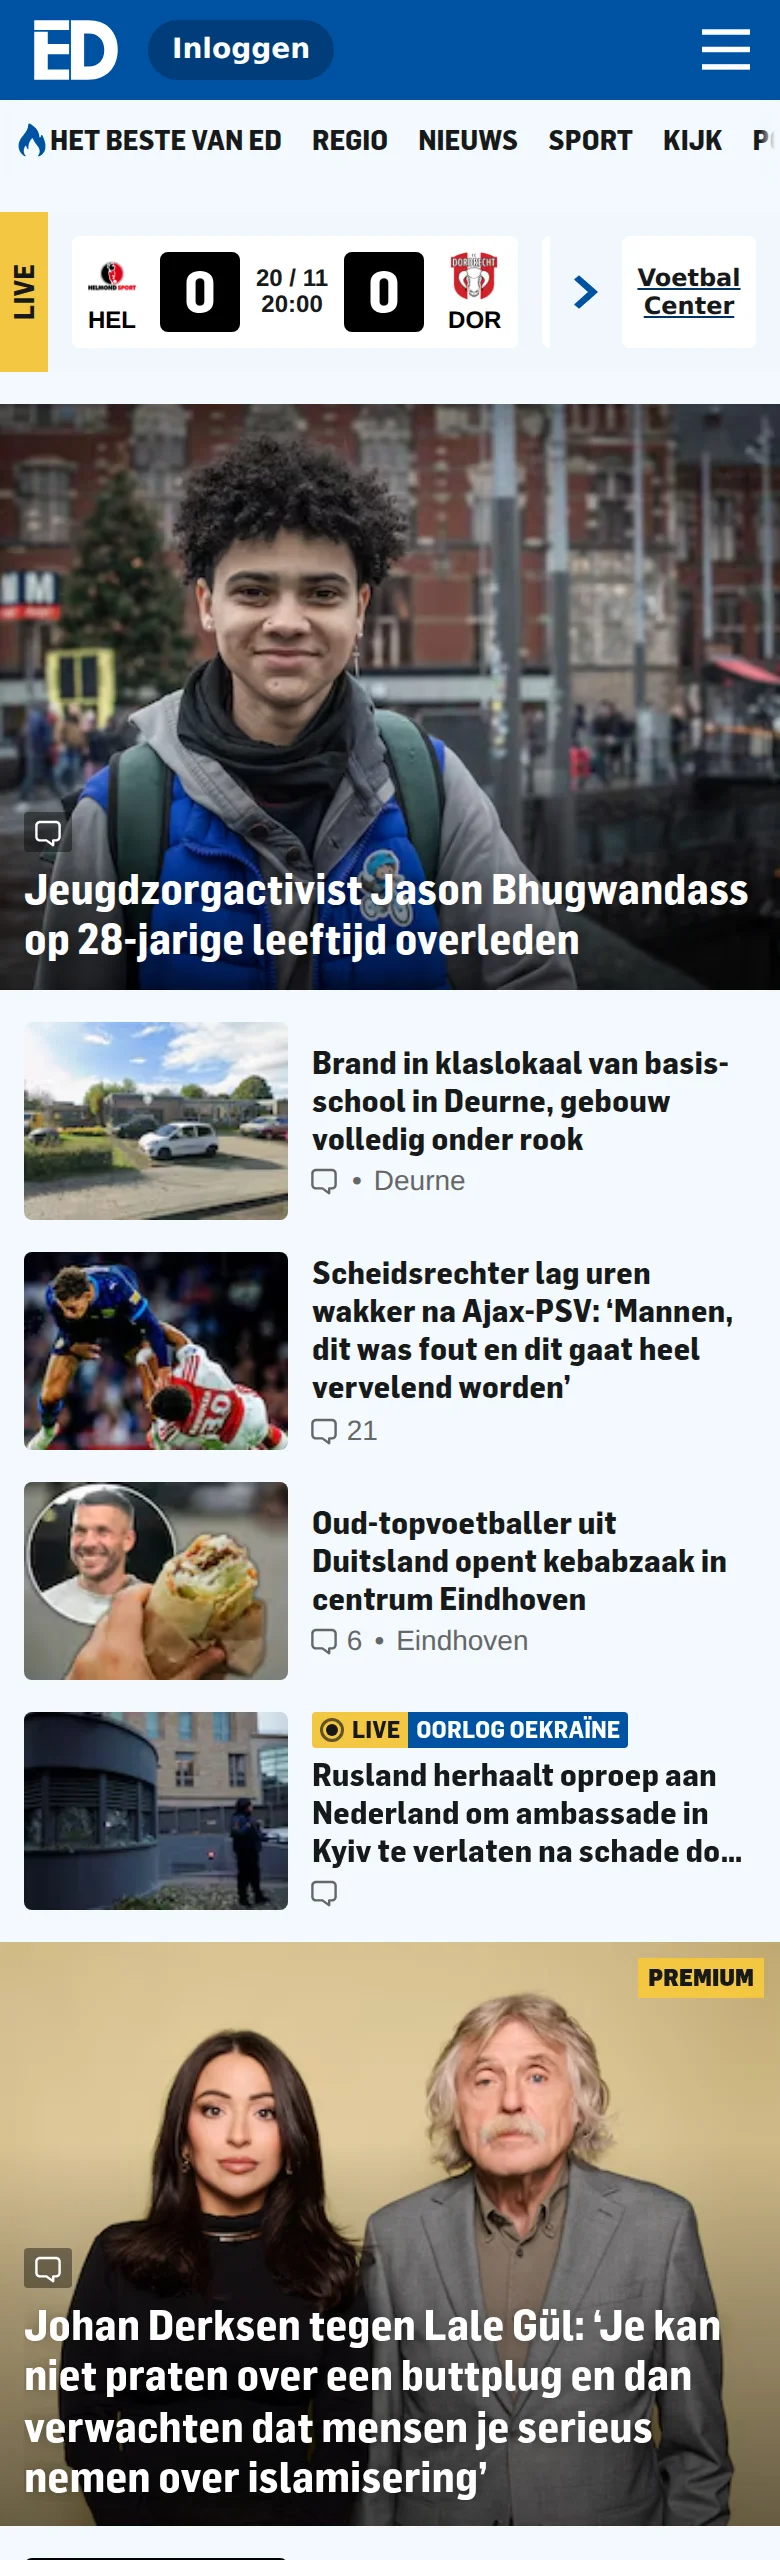 ED
Inloggen
HET BESTE VAN ED REGIO NIEUWS SPORT KIJK
LIVE
HELMOND SPORT
HEL
0
20 / 11
20:00
0
DORDRECHT
DOR
Voetbal
Center
Jeugdzorgactivist Jason Bhugwandass
op 28-jarige leeftijd overleden
Brand in klaslokaal van basis-
school in Deurne, gebouw
volledig onder rook
• Deurne
Scheidsrechter lag uren
wakker na Ajax-PSV: ‘Mannen,
dit was fout en dit gaat heel
vervelend worden’
21
Oud-topvoetballer uit
Duitsland opent kebabzaak in
centrum Eindhoven
6 • Eindhoven
LIVE OORLOG OEKRAÏNE
Rusland herhaalt oproep aan
Nederland om ambassade in
Kyiv te verlaten na schade do...
PREMIUM
Johan Derksen tegen Lale Gül: ‘Je kan
niet praten over een buttplug en dan
verwachten dat mensen je serieus
nemen over islamisering’